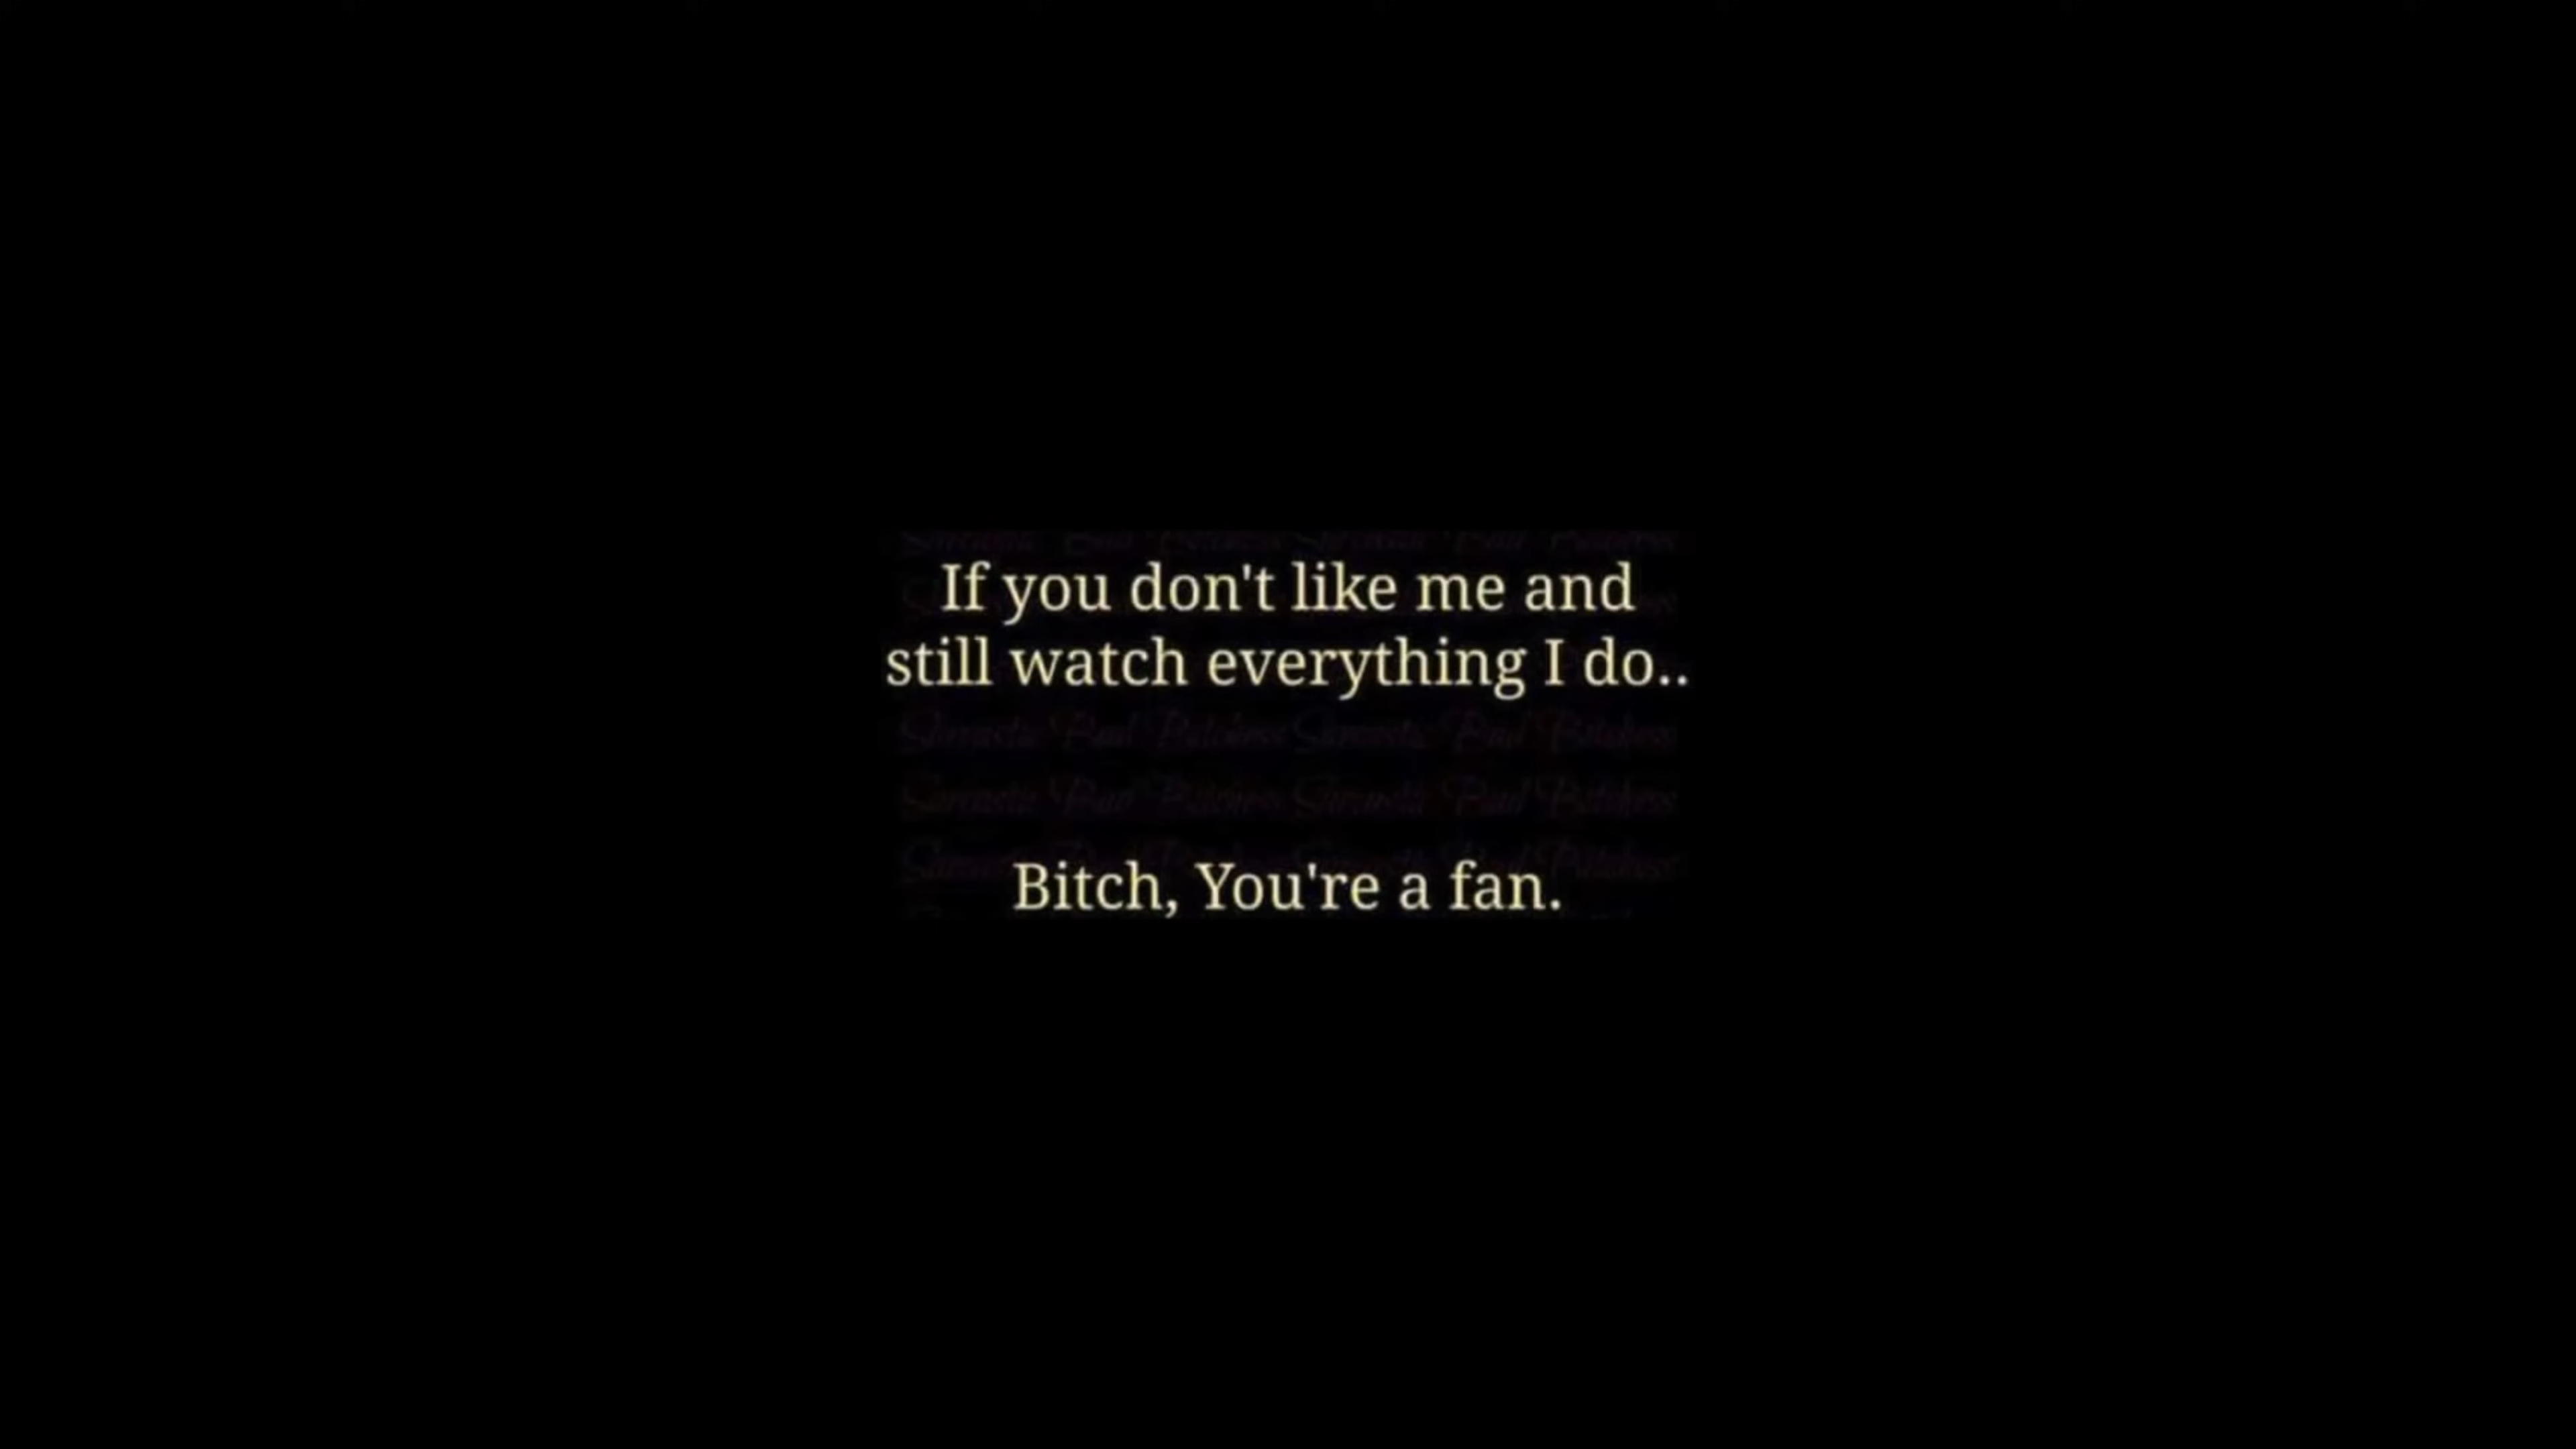 If you don't like me and
still watch everything I do..
Bitch, You're a fan.